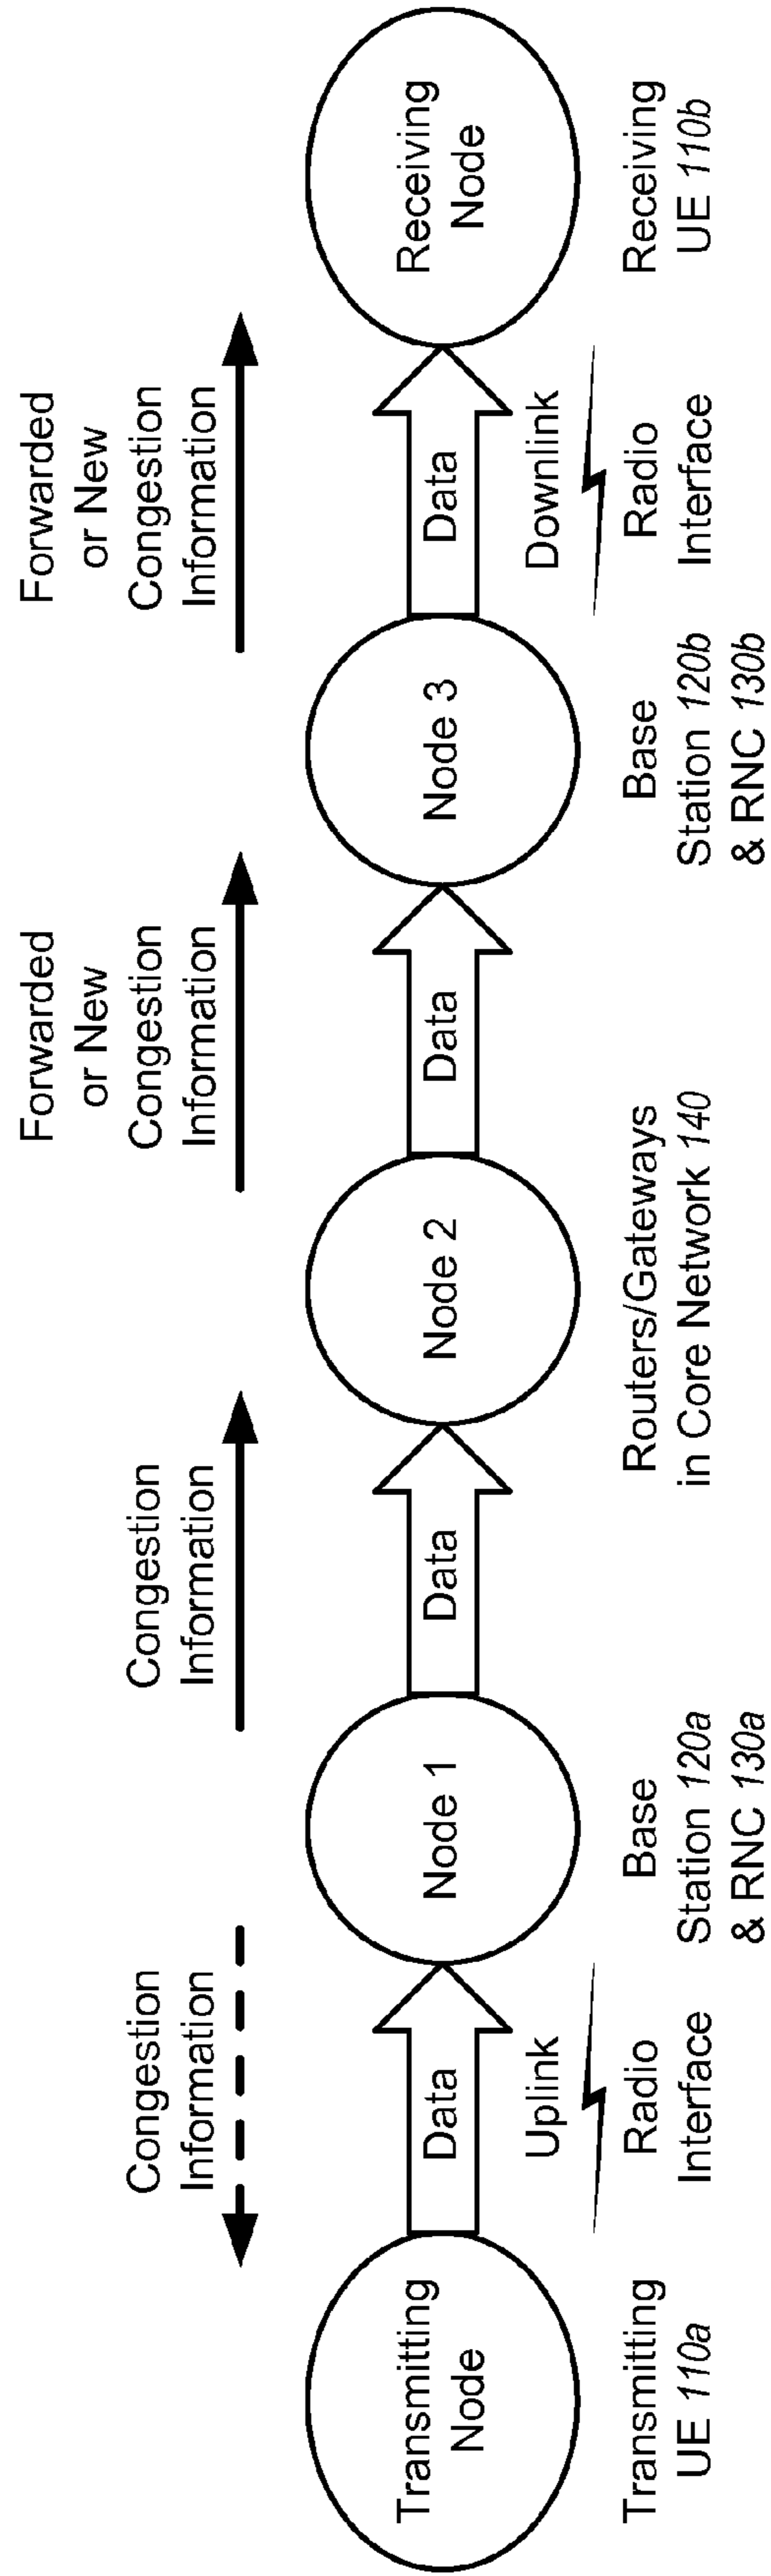 Congestion
Information
Congestion
Information
Forwarded
or New
Congestion
Information
Forwarded
or New
Congestion
Information
Transmitting
Node
Data
Node 1
Data
Node 2
Data
Node 3
Data
Receiving
Node
Uplink
Downlink
Transmitting
UE 110a
Radio
Interface
Base
Station 120a
& RNC 130a
Routers/Gateways
in Core Network 140
Base
Station 120b
& RNC 130b
Radio
Interface
Receiving
UE 110b